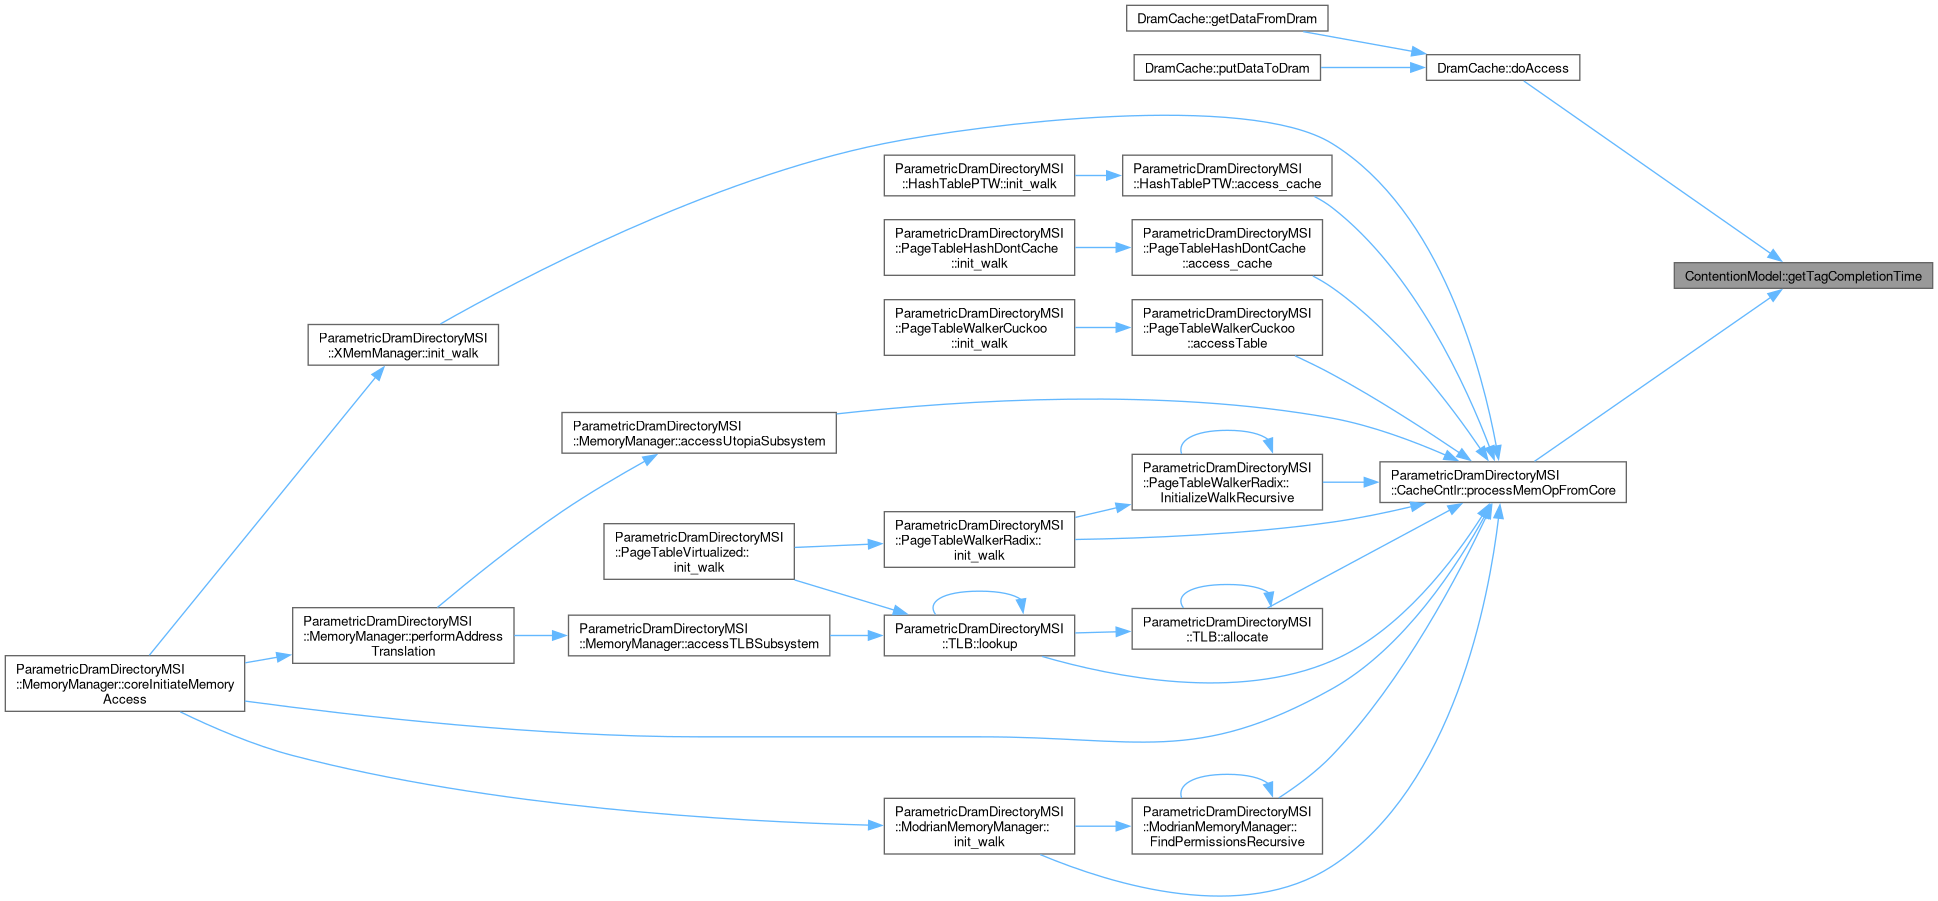 DramCache::getDataFromDram
DramCache::putDataToDram
DramCache::doAccess
ParametricDramDirectoryMSI
::HashTablePTW::init_walk
ParametricDramDirectoryMSI
::HashTablePTW::access_cache
ParametricDramDirectoryMSI
::PageTableHashDontCache
::init_walk
ParametricDramDirectoryMSI
::PageTableHashDontCache
::access_cache
ContentionModel::getTagCompletionTime
ParametricDramDirectoryMSI
::XMemManager::init_walk
ParametricDramDirectoryMSI
::PageTableWalkerCuckoo
::init_walk
ParametricDramDirectoryMSI
::PageTableWalkerCuckoo
::accessTable
ParametricDramDirectoryMSI
::MemoryManager::accessUtopiaSubsystem
ParametricDramDirectoryMSI
::PageTableWalkerRadix::
InitializeWalkRecursive
ParametricDramDirectoryMSI
::CacheCntlr::processMemOpFromCore
ParametricDramDirectoryMSI
::PageTableVirtualized::
init_walk
ParametricDramDirectoryMSI
::PageTableWalkerRadix::
init_walk
ParametricDramDirectoryMSI
::MemoryManager::performAddress
Translation
ParametricDramDirectoryMSI
::MemoryManager::accessTLBSubsystem
ParametricDramDirectoryMSI
::TLB::lookup
ParametricDramDirectoryMSI
::TLB::allocate
ParametricDramDirectoryMSI
::MemoryManager::coreInitiateMemory
Access
ParametricDramDirectoryMSI
::ModrianMemoryManager::
init_walk
ParametricDramDirectoryMSI
::ModrianMemoryManager::
FindPermissionsRecursive